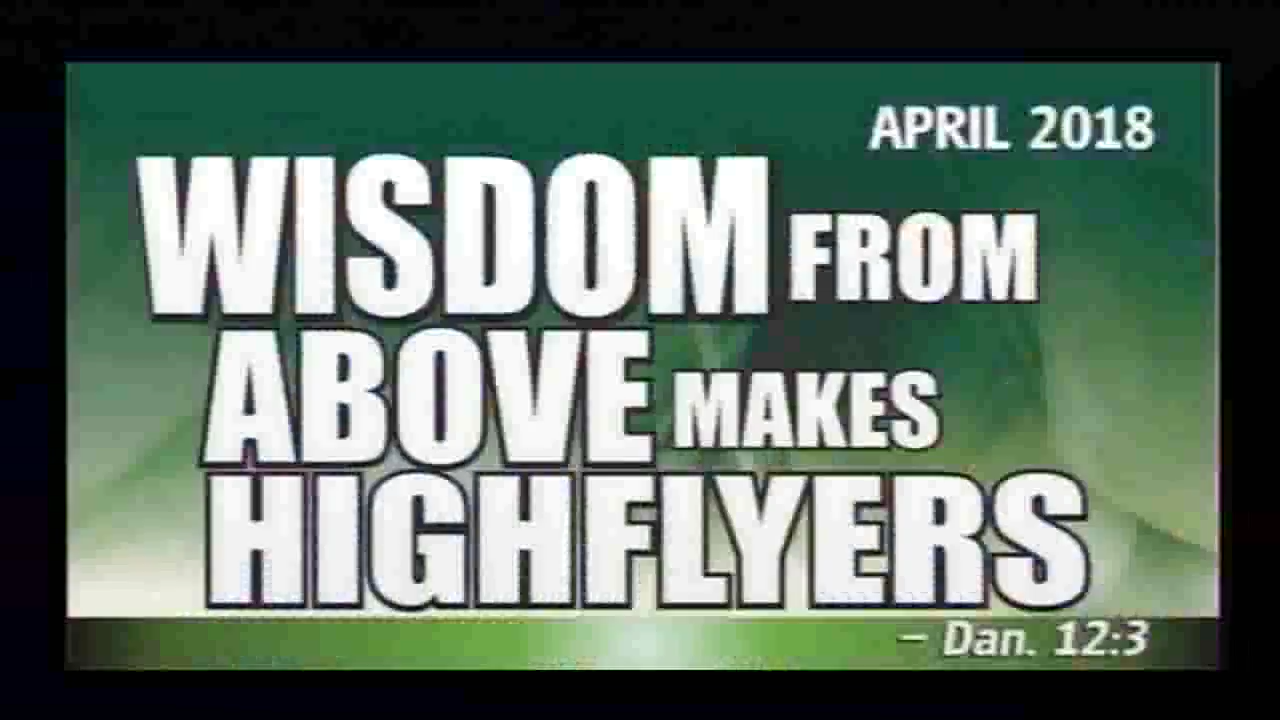 APRIL 2018
WISDOM FROM
ABOVE MAKES
HIGHFLYERS
– Dan. 12:3